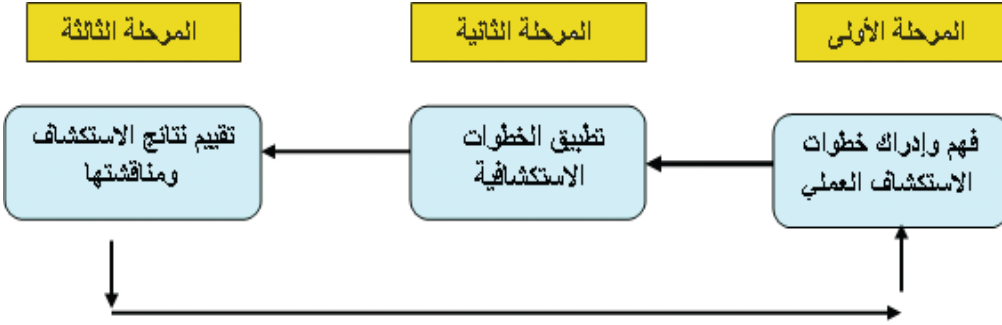 المرحلة الأولى
المرحلة الثانية
المرحلة الثالثة
فهم وإدراك خطوات
الاستكشاف العملي
تطبيق الخطوات
الاستكشافية
تقييم نتائج الاستكشاف
ومناقشتها